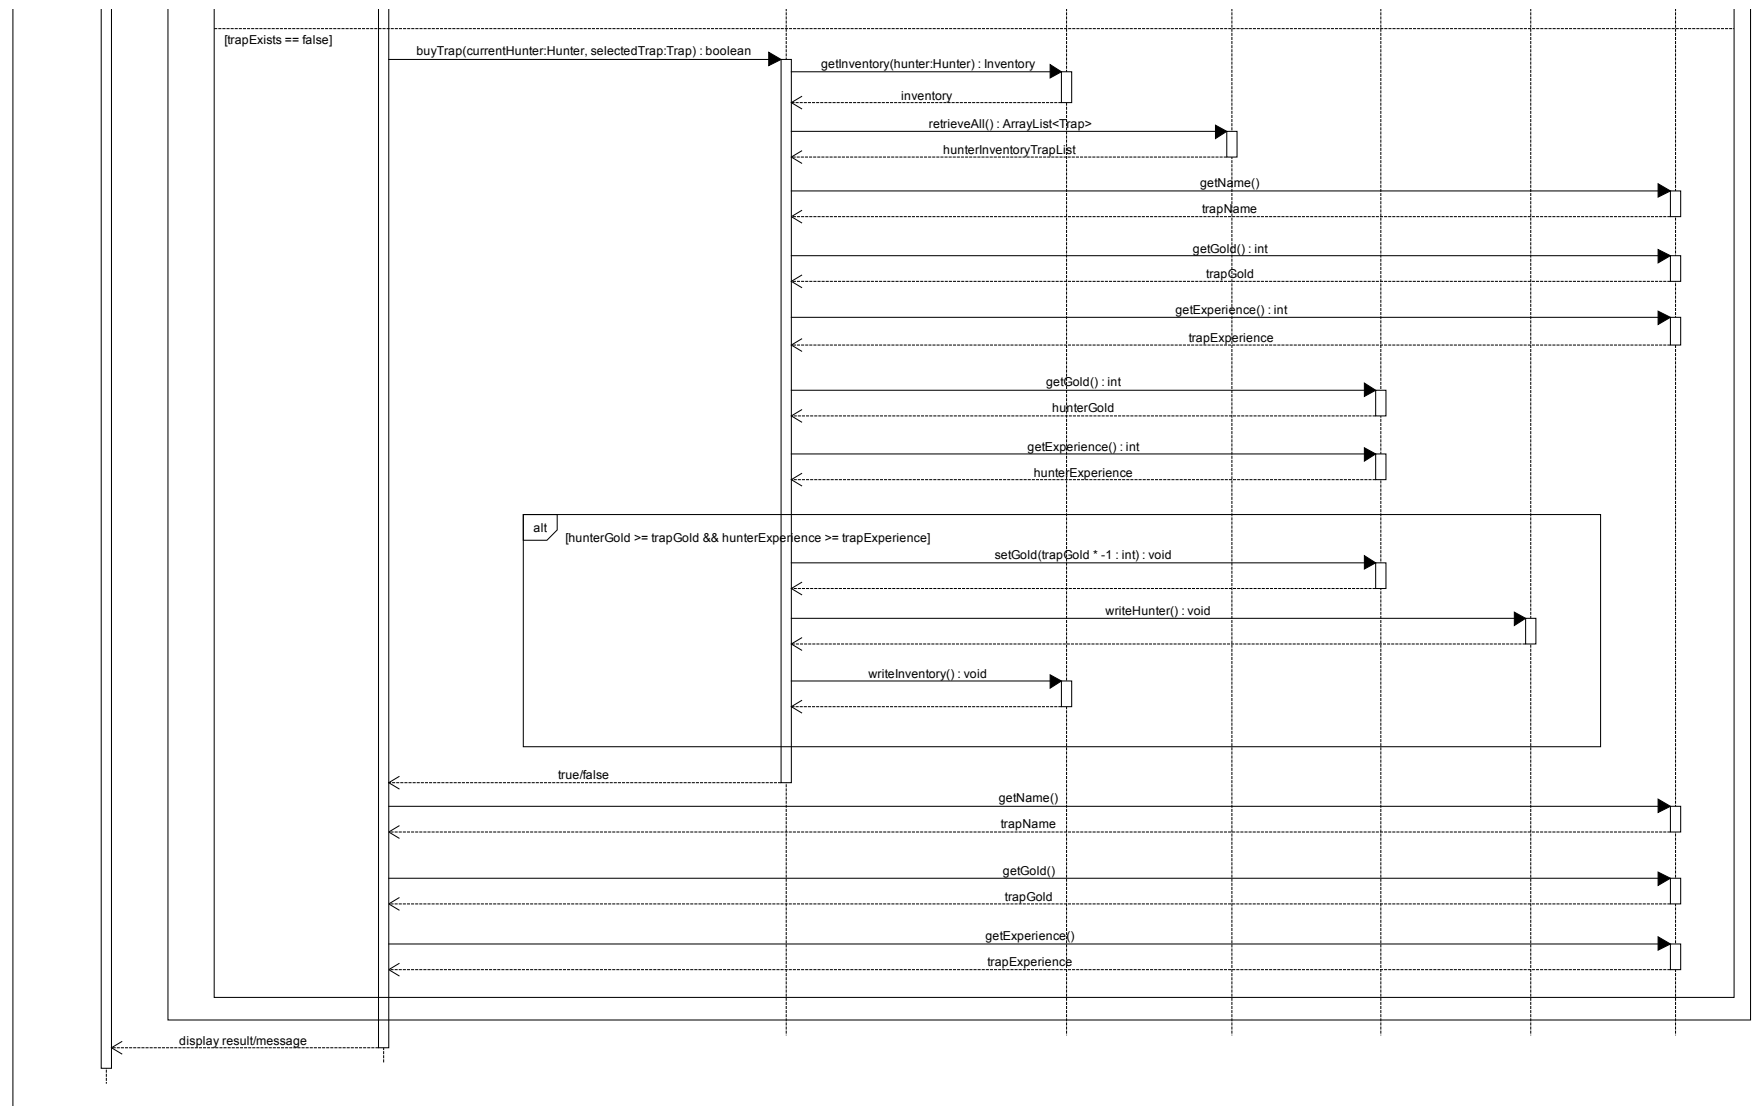 [trapExists == false]
buyTrap(currentHunter:Hunter, selectedTrap:Trap) : boolean
getInventory(hunter:Hunter) : Inventory
inventory
retrieveAll() : ArrayList<Trap>
hunterInventoryTrapList
getName()
trapName
getGold() : int
trapGold
getExperience() : int
trapExperience
getGold() : int
hunterGold
getExperience() : int
hunterExperience
alt
[hunterGold >= trapGold && hunterExperience >= trapExperience]
setGold(trapGold * -1 : int) : void
writeHunter() : void
writeInventory() : void
true/false
getName()
trapName
getGold()
trapGold
getExperience()
trapExperience
display result/message